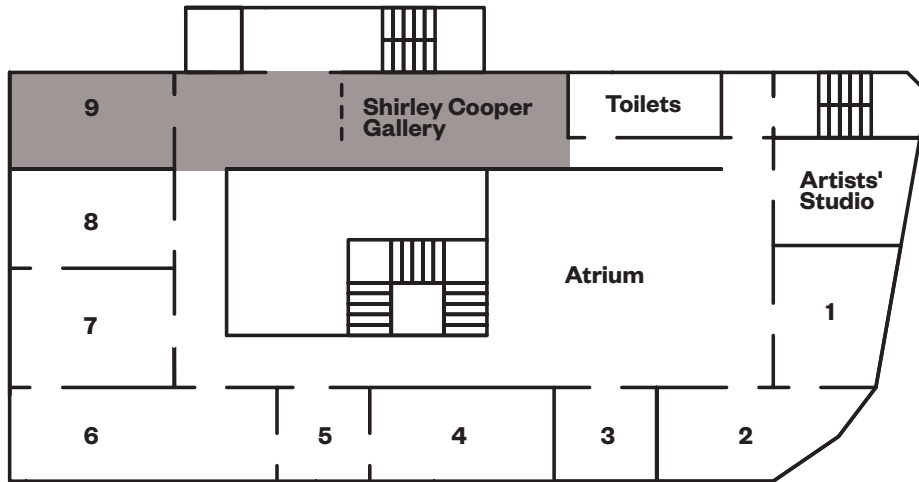 9
Shirley Cooper
Gallery
Toilets
8
Artists'
Studio
Atrium
7
1
6
5
4
3
2